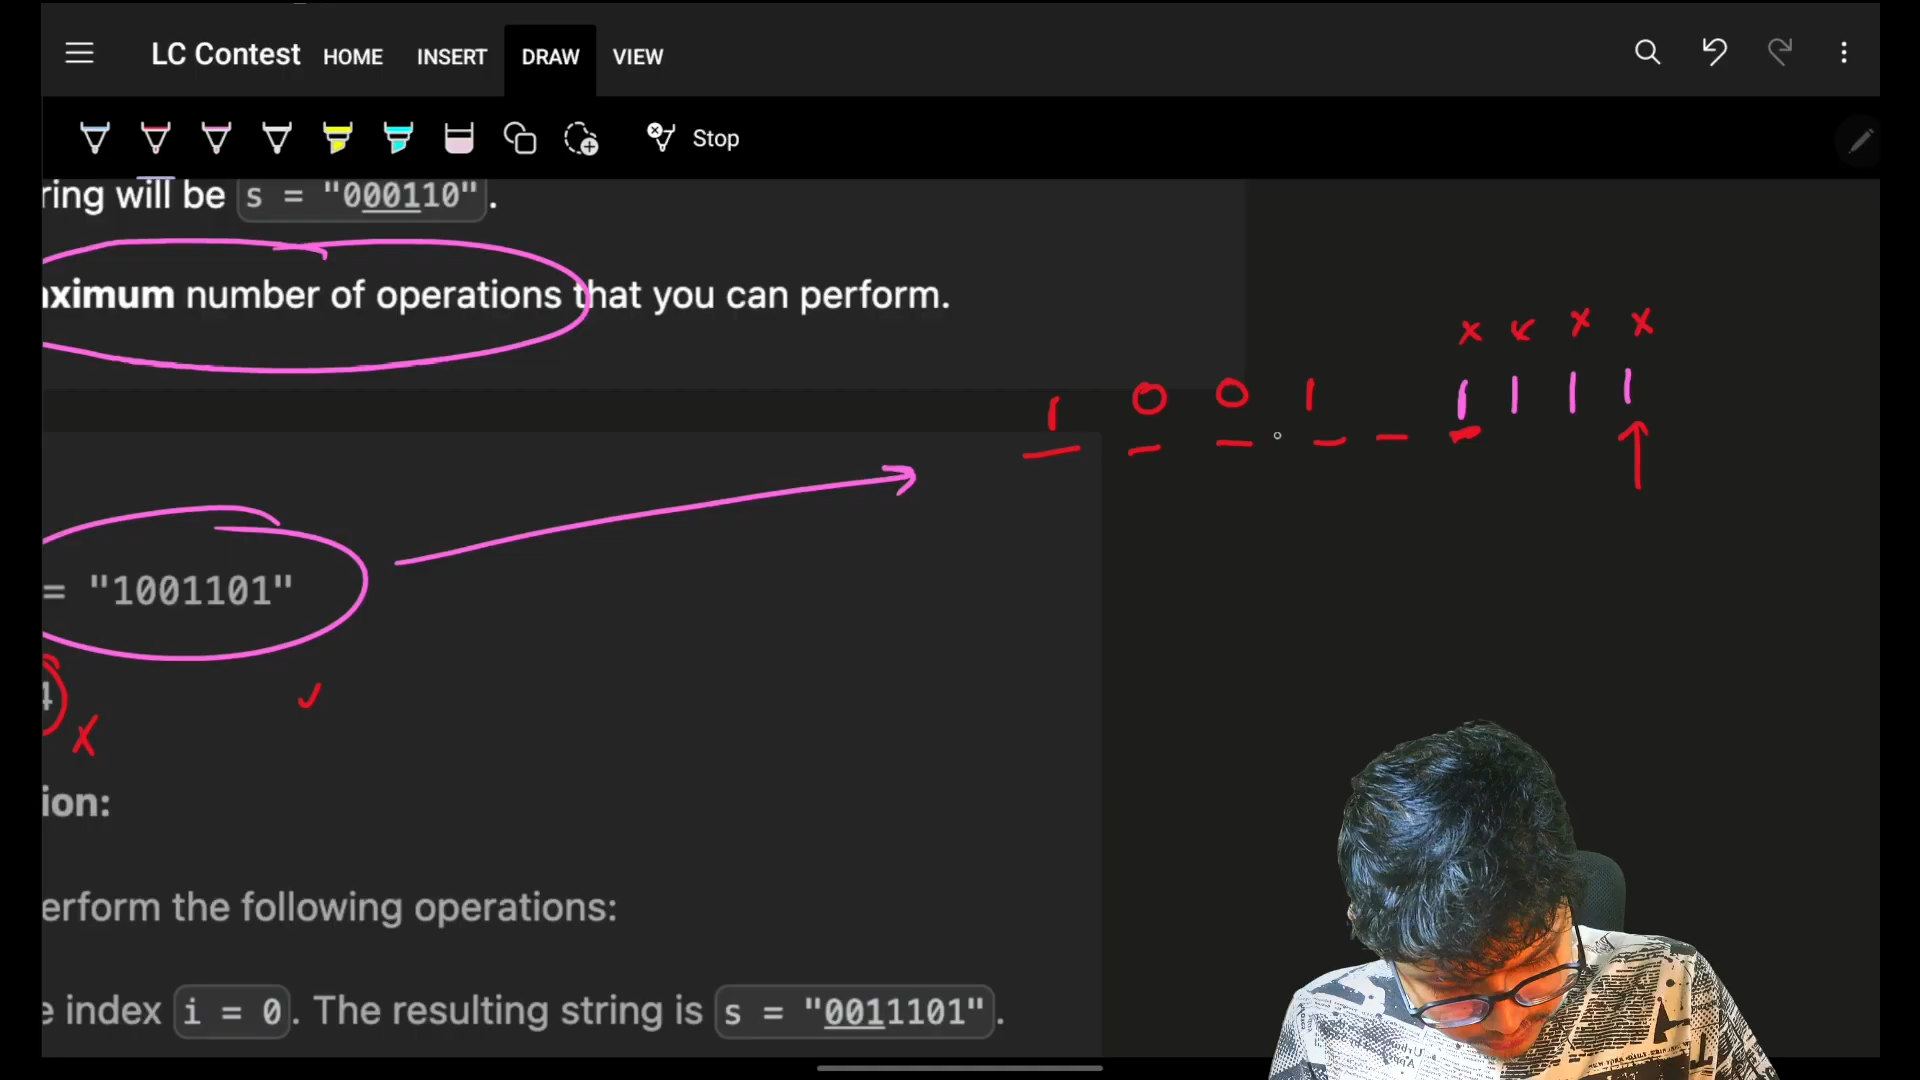 LC Contest HOME INSERT DRAW VIEW
Stop
ring will be s = "000110".
aximum number of operations that you can perform.
x x x x
1 0 0 1 1 1 1 1
= "1001101"
4
x
ion:
erform the following operations:
e index i = 0. The resulting string is s = "0011101".